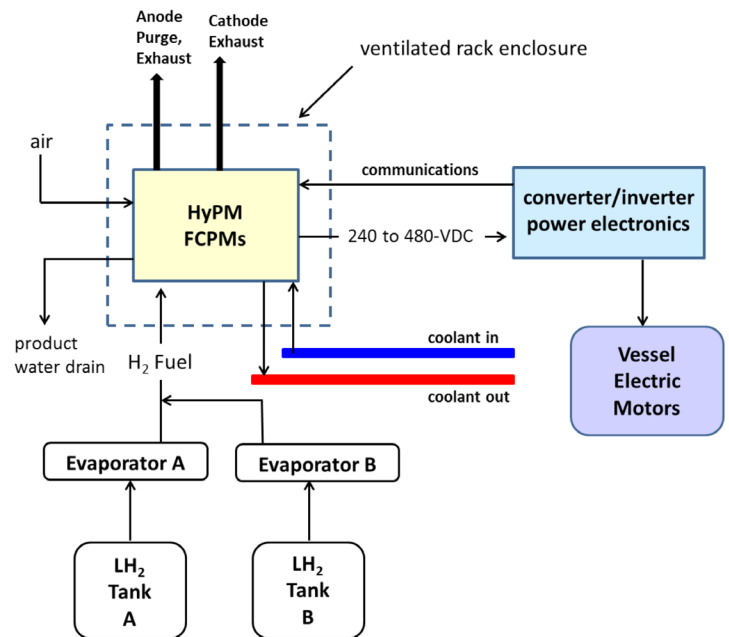 Anode
Purge,
Exhaust
Cathode
Exhaust
ventilated rack enclosure
air
communications
HyPM
FCPMs
converter/inverter
power electronics
240 to 480-VDC
product
water drain
H₂ Fuel
coolant in
coolant out
Vessel
Electric
Motors
Evaporator A
Evaporator B
LH₂
Tank
A
LH₂
Tank
B